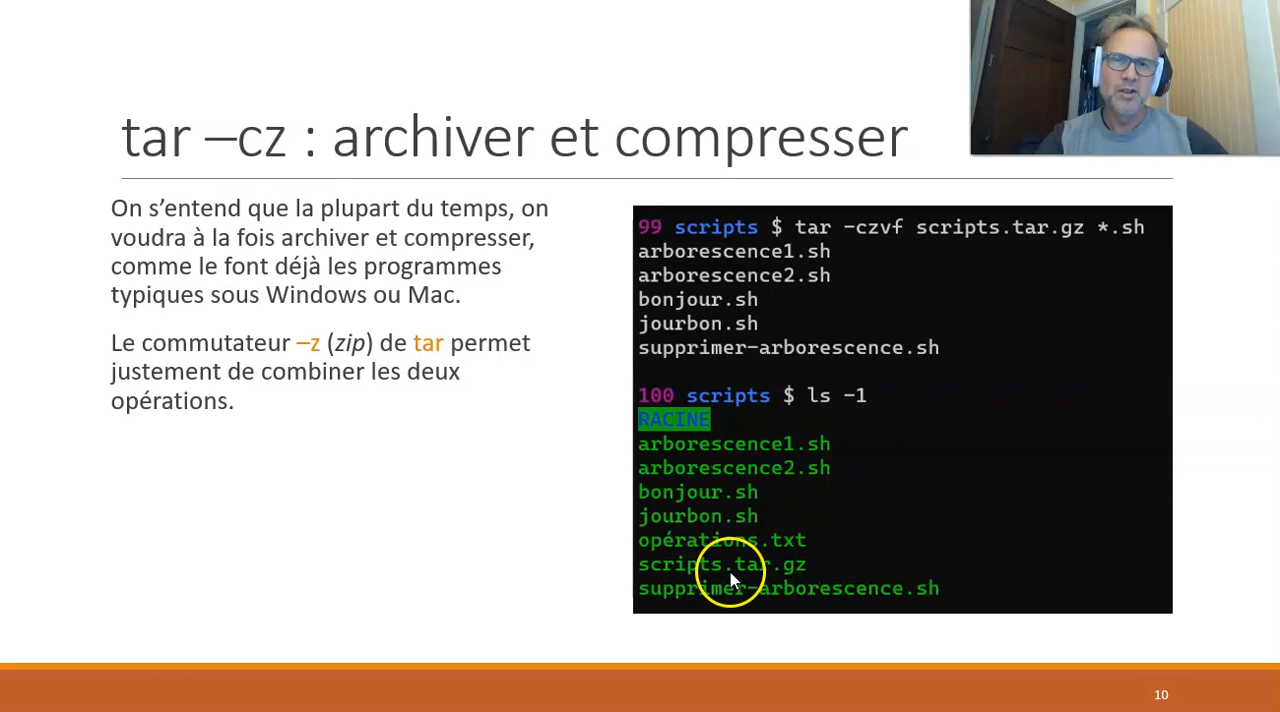 tar –cz : archiver et compresser
On s’entend que la plupart du temps, on
voudra à la fois archiver et compresser,
comme le font déjà les programmes
typiques sous Windows ou Mac.
Le commutateur –z (zip) de tar permet
justement de combiner les deux
opérations.
99 scripts $ tar -czvf scripts.tar.gz *.sh
arborescence1.sh
arborescence2.sh
bonjour.sh
jourbon.sh
supprimer-arborescence.sh
100 scripts $ ls -1
RACINE
arborescence1.sh
arborescence2.sh
bonjour.sh
jourbon.sh
opérations.txt
scripts.tar.gz
supprimer-arborescence.sh
10